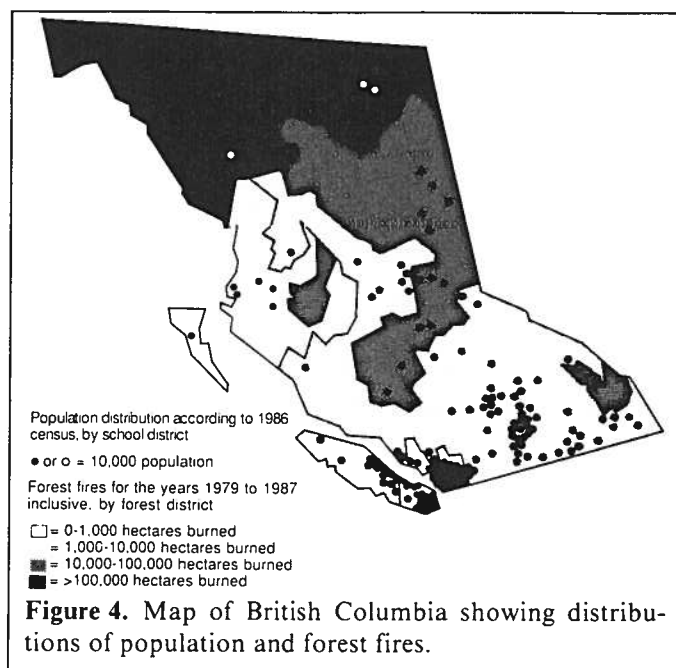 Population distribution according to 1986
census, by school district
● or ○ = 10,000 population
Forest fires for the years 1979 to 1987
inclusive, by forest district
= 0-1,000 hectares burned
= 1,000-10,000 hectares burned
= 10,000-100,000 hectares burned
= >100,000 hectares burned
Figure 4. Map of British Columbia showing distribu-
tions of population and forest fires.